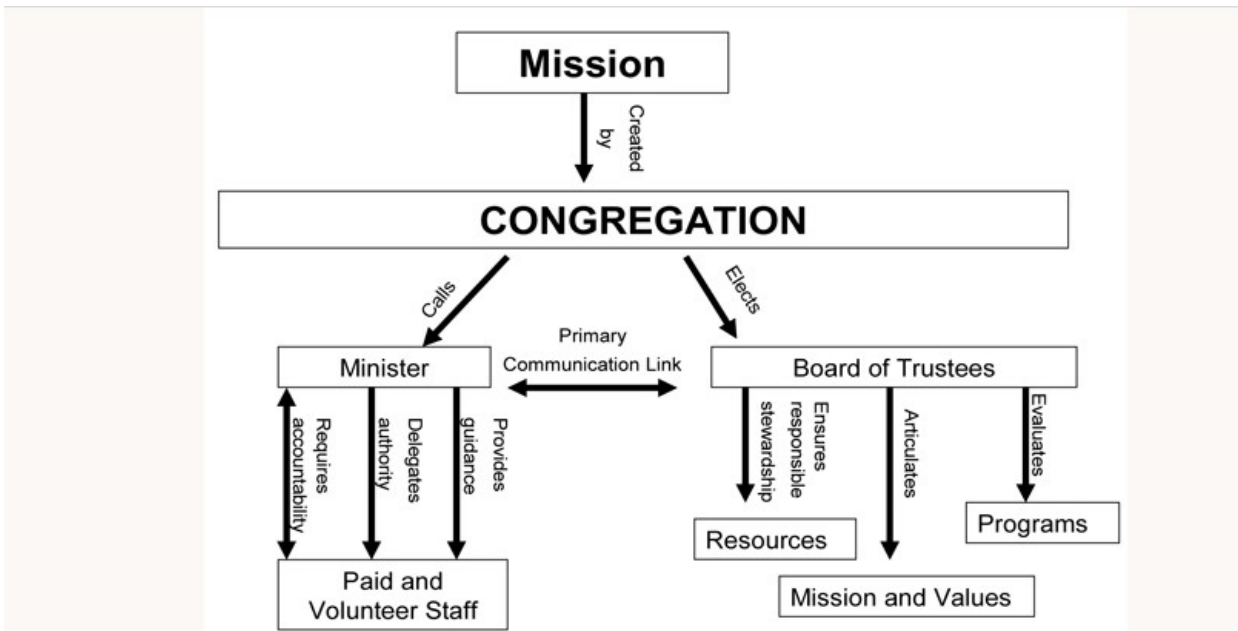 Mission
Created
by
CONGREGATION
Calls
Elects
Primary
Communication Link
Minister
Board of Trustees
Requires
accountability
Delegates
authority
Provides
guidance
Ensures
responsible
stewardship
Articulates
Evaluates
Resources
Programs
Paid and
Volunteer Staff
Mission and Values